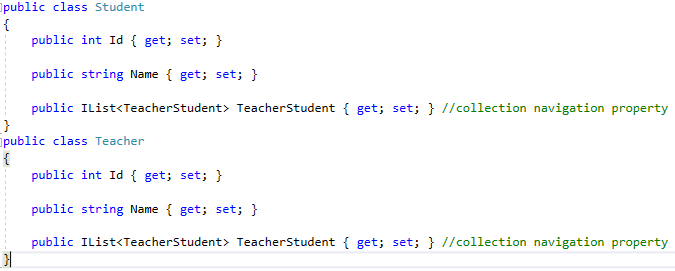 public class Student
{
public int Id { get; set; }
public string Name { get; set; }
public IList<TeacherStudent> TeacherStudent { get; set; } //collection navigation property
}
public class Teacher
{
public int Id { get; set; }
public string Name { get; set; }
public IList<TeacherStudent> TeacherStudent { get; set; } //collection navigation property
}